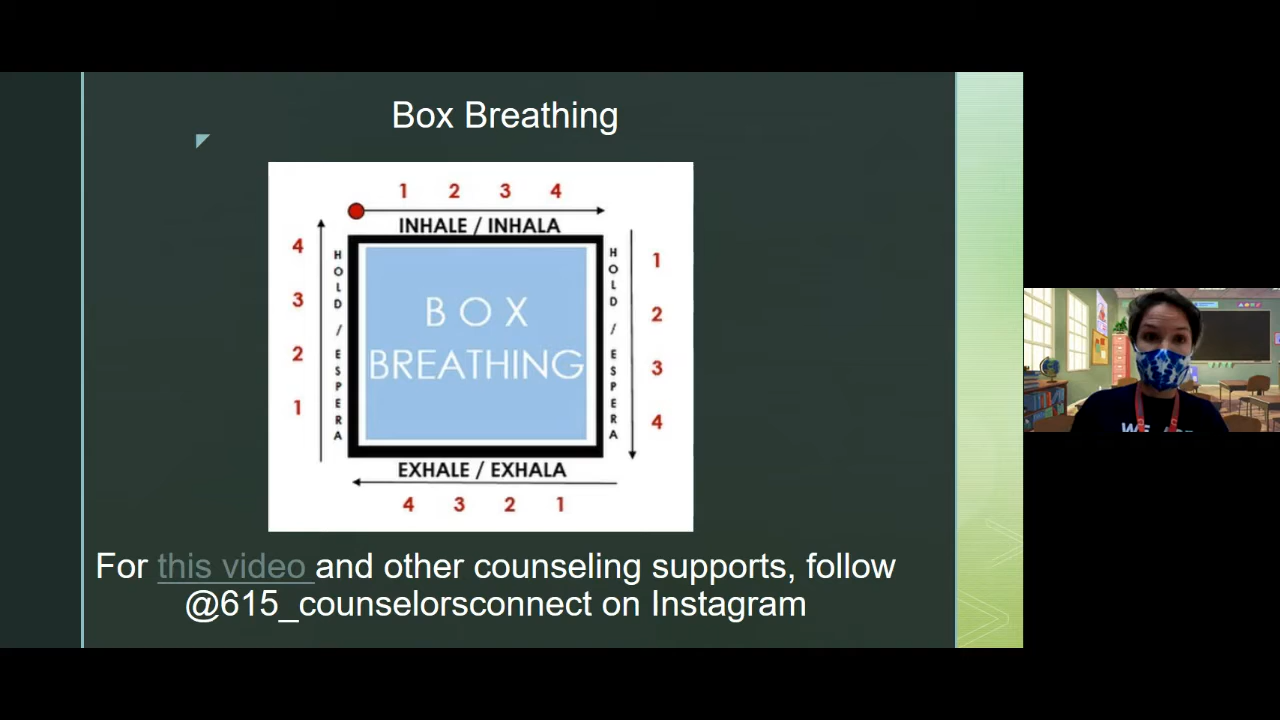 Box Breathing
1 2 3 4
INHALE / INHALA
4
3
2
1
HOLD / ESPERA
BOX
BREATHING
HOLD / ESPERA
1
2
3
4
EXHALE / EXHALA
4 3 2 1
For this video and other counseling supports, follow
@615_counselorsconnect on Instagram
WE ARE